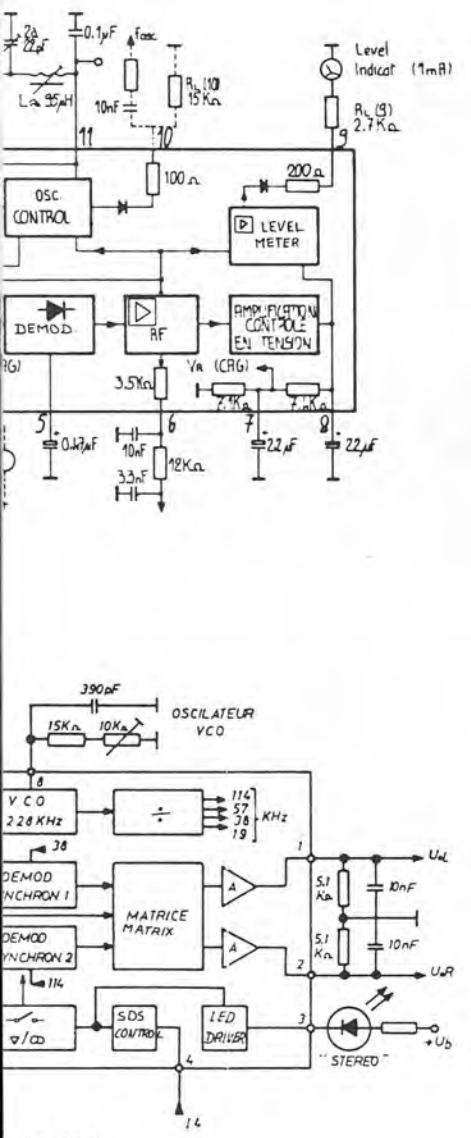 2a
22pF
0.1µF
fosc
10nF
RL (10)
15KΩ
Level
Indicat (1mA)
RL (9)
2.7KΩ
L a 95µH
11
10
9
100Ω
200Ω
OSC.
CONTROL
LEVEL
METER
DEMOD.
RF
AMPLIFICATION
CONTROLE
EN TENSION
3.5KΩ
VR (CAG)
AG)
5
6
7
8
0.47µF
10nF
12KΩ
33nF
22µF
22µF
390pF
OSCILATEUR
VCO
15KΩ
10KΩ
8
VCO
228 KHz
÷
114
57
38
19
KHz
38
DEMOD
YNCHRON 1
DEMOD
YNCHRON 2
114
MATRICE
MATRIX
A
A
1
2
5.1
KΩ
5.1
KΩ
10nF
10nF
UoL
UoR
SDS
CONTROL
LED
DRIVER
3
4
"STEREO"
+Ub
I4